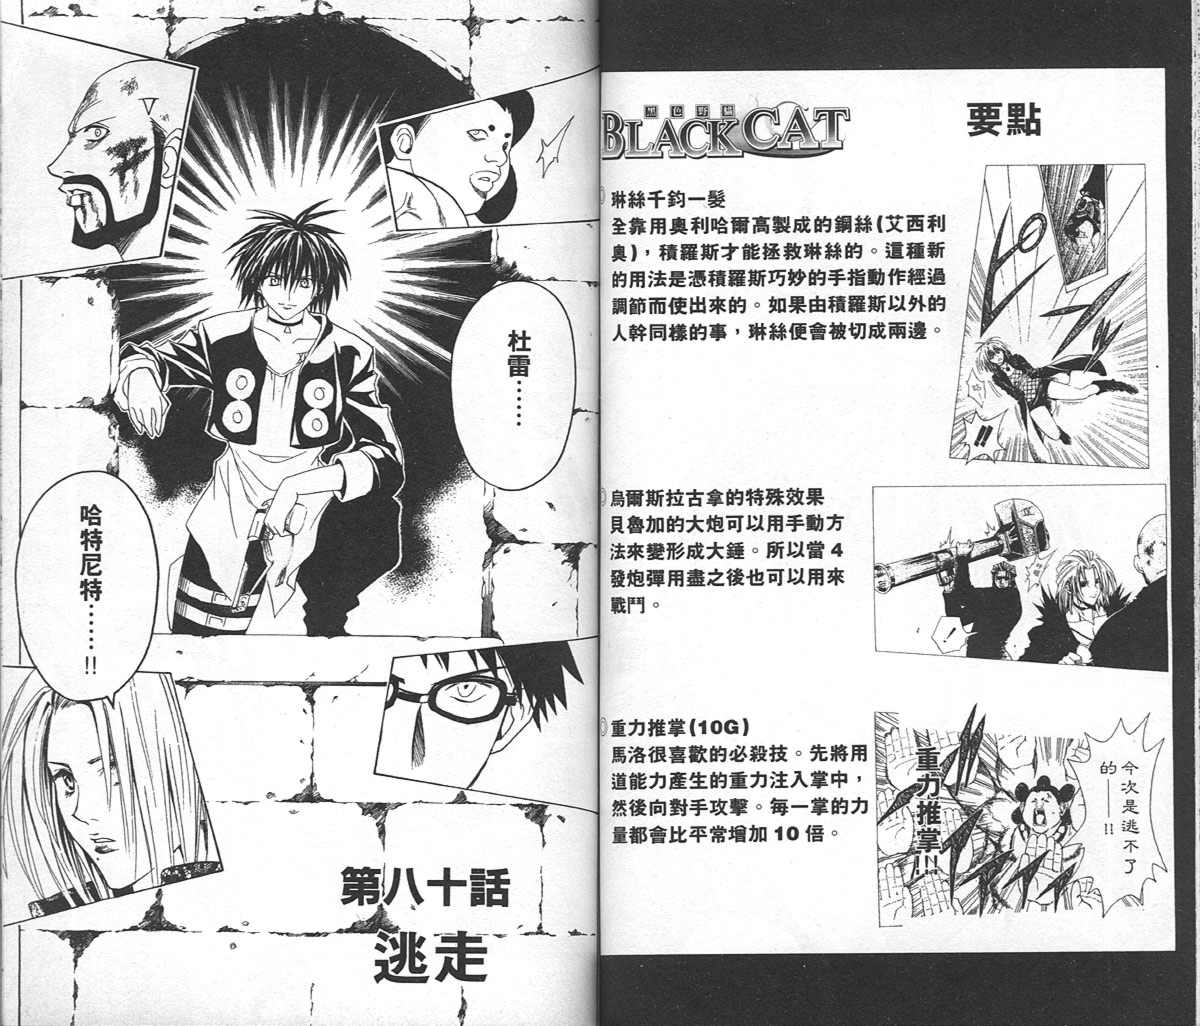 黑色野貓
BLACK CAT
要點
琳絲千鈞一髮
全靠用奧利哈爾高製成的鋼絲(艾西利
奧)，積羅斯才能拯救琳絲的。這種新
的用法是憑積羅斯巧妙的手指動作經過
調節而使出來的。如果由積羅斯以外的
人幹同樣的事，琳絲便會被切成兩邊。
!!
烏爾斯拉古拿的特殊效果
貝魯加的大炮可以用手動方
法來變形成大錘。所以當4
發炮彈用盡之後也可以用來
戰鬥。
…!
重力推掌(10G)
馬洛很喜歡的必殺技。先將用
道能力產生的重力注入掌中，
然後向對手攻擊。每一掌的力
量都會比平常增加10倍。
今次是逃不了
的——!!
重力推掌!!!
杜雷……
哈特尼特……!!
第八十話
逃走